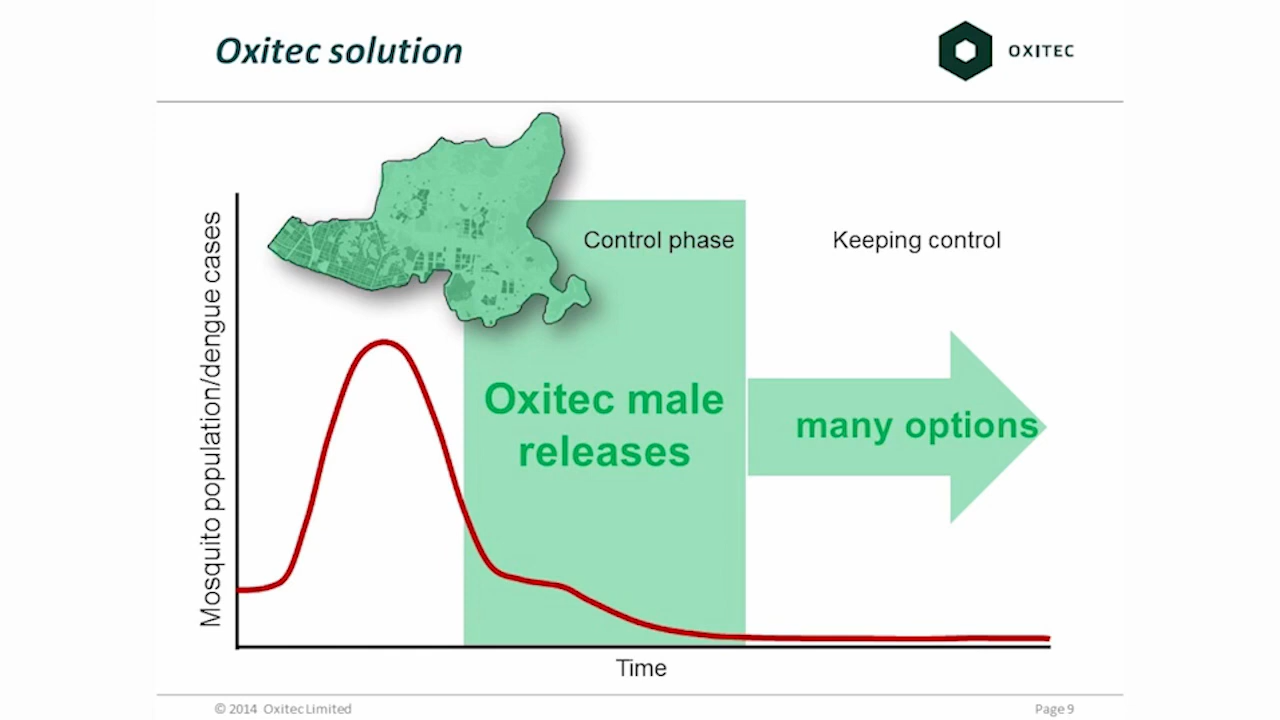 Oxitec solution
OXITEC
Mosquito population/dengue cases
Control phase
Keeping control
Oxitec male
releases
many options
Time
© 2014 Oxitec Limited
Page 9